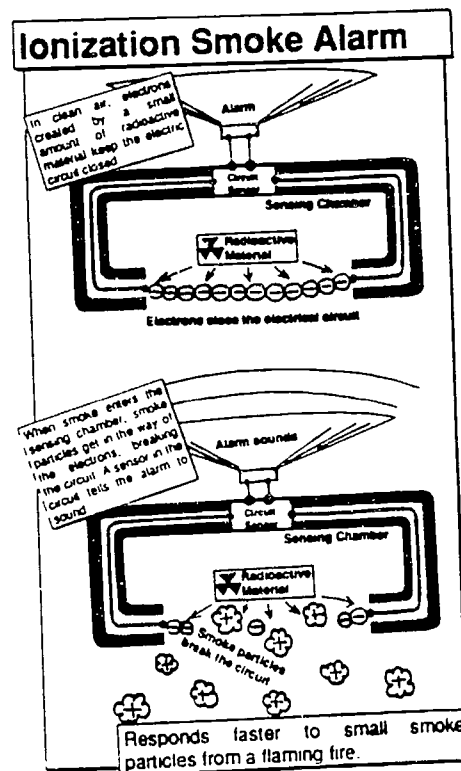 Ionization Smoke Alarm
In clean air, electrons
created by a small
amount of radioactive
material keep the electric
circuit closed
Alarm
Circuit
Sensor
Sensing Chamber
Radioactive
Material
Electrons close the electrical circuit
When smoke enters the
sensing chamber, smoke
particles get in the way of
the electrons, breaking
the circuit. A sensor in the
circuit tells the alarm to
sound
Alarm sounds
Circuit
Sensor
Sensing Chamber
Radioactive
Material
Smoke particles
break the circuit
Responds faster to small smoke
particles from a flaming fire.